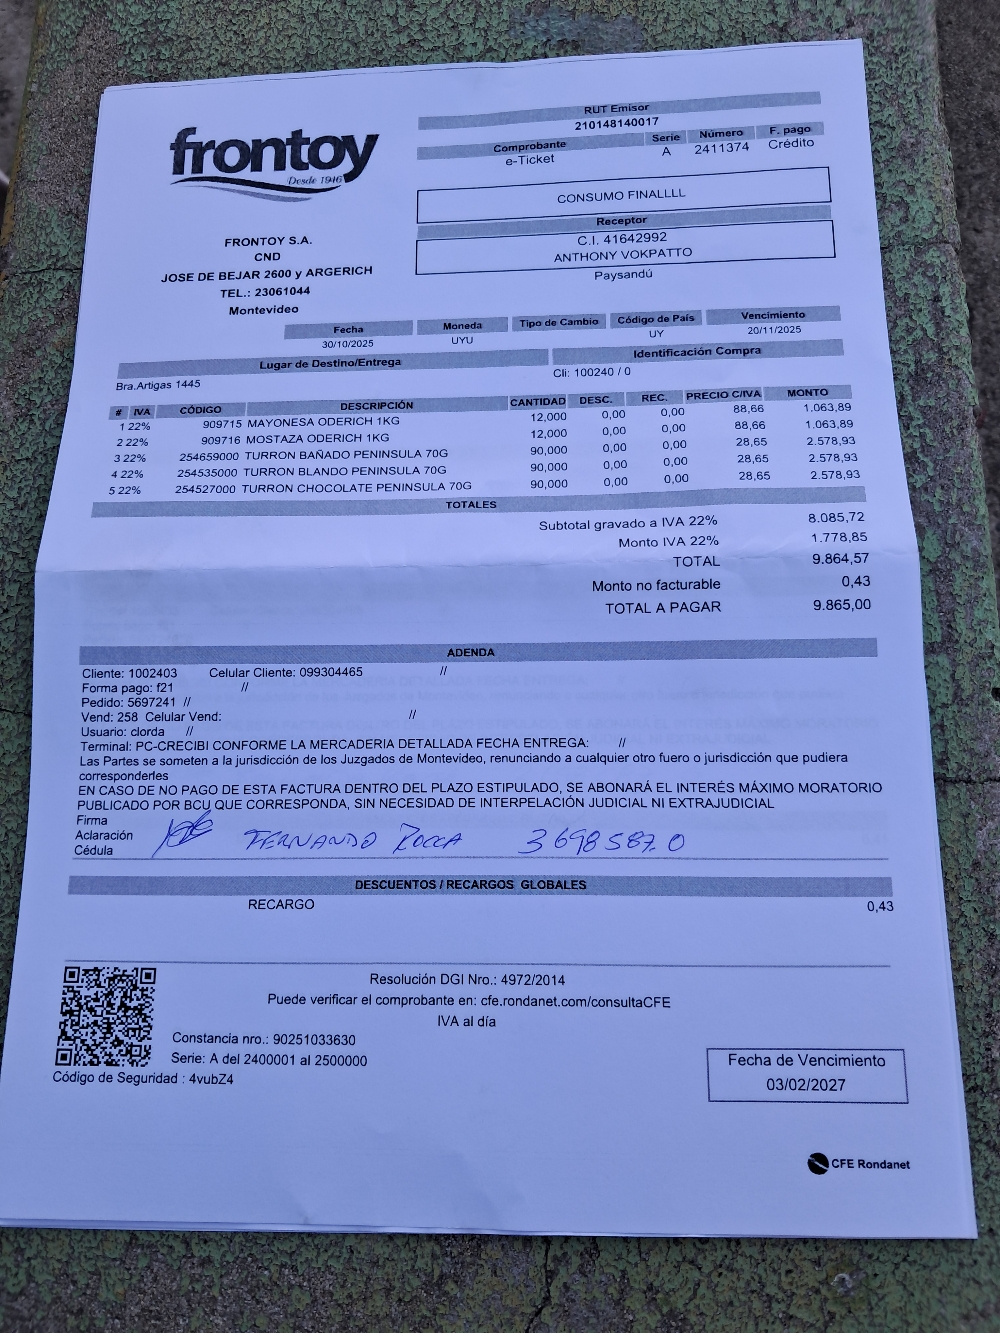 frontoy
Desde 1946
FRONTOY S.A.
CND
JOSE DE BEJAR 2600 y ARGERICH
TEL.: 23061044
Montevideo
RUT Emisor
210148140017
Comprobante Serie Número F. pago
e-Ticket A 2411374 Crédito
CONSUMO FINALLLL
Receptor
C.I. 41642992
ANTHONY VOKPATTO
Paysandú
Fecha Moneda Tipo de Cambio Código de País Vencimiento
30/10/2025 UYU UY 20/11/2025
Lugar de Destino/Entrega Identificación Compra
Bra.Artigas 1445 Cli: 100240 / 0
# IVA CÓDIGO DESCRIPCIÓN CANTIDAD DESC. REC. PRECIO C/IVA MONTO
1 22% 909715 MAYONESA ODERICH 1KG 12,000 0,00 0,00 88,66 1.063,89
2 22% 909716 MOSTAZA ODERICH 1KG 12,000 0,00 0,00 88,66 1.063,89
3 22% 254659000 TURRON BAÑADO PENINSULA 70G 90,000 0,00 0,00 28,65 2.578,93
4 22% 254535000 TURRON BLANDO PENINSULA 70G 90,000 0,00 0,00 28,65 2.578,93
5 22% 254527000 TURRON CHOCOLATE PENINSULA 70G 90,000 0,00 0,00 28,65 2.578,93
TOTALES
Subtotal gravado a IVA 22% 8.085,72
Monto IVA 22% 1.778,85
TOTAL 9.864,57
Monto no facturable 0,43
TOTAL A PAGAR 9.865,00
ADENDA
Cliente: 1002403 Celular Cliente: 099304465 //
Forma pago: f21 //
Pedido: 5697241 //
Vend: 258 Celular Vend: //
Usuario: clorda //
Terminal: PC-CRECIBI CONFORME LA MERCADERIA DETALLADA FECHA ENTREGA: //
Las Partes se someten a la jurisdicción de los Juzgados de Montevideo, renunciando a cualquier otro fuero o jurisdicción que pudiera
corresponderles
EN CASO DE NO PAGO DE ESTA FACTURA DENTRO DEL PLAZO ESTIPULADO, SE ABONARÁ EL INTERÉS MÁXIMO MORATORIO
PUBLICADO POR BCU QUE CORRESPONDA, SIN NECESIDAD DE INTERPELACIÓN JUDICIAL NI EXTRAJUDICIAL
Firma
Aclaración FERNANDO ROCCA 3698587.0
Cédula
DESCUENTOS / RECARGOS GLOBALES
RECARGO 0,43
Resolución DGI Nro.: 4972/2014
Puede verificar el comprobante en: cfe.rondanet.com/consultaCFE
IVA al día
Constancia nro.: 90251033630
Serie: A del 2400001 al 2500000
Código de Seguridad : 4vubZ4
Fecha de Vencimiento
03/02/2027
CFE Rondanet